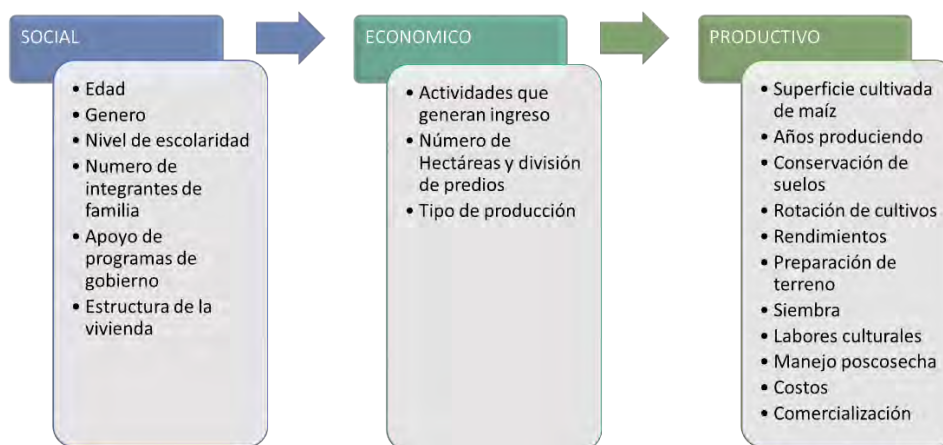 SOCIAL
• Edad
• Genero
• Nivel de escolaridad
• Numero de
integrantes de
familia
• Apoyo de
programas de
gobierno
• Estructura de la
vivienda
ECONOMICO
• Actividades que
generan ingreso
• Número de
Hectáreas y división
de predios
• Tipo de producción
PRODUCTIVO
• Superficie cultivada
de maíz
• Años produciendo
• Conservación de
suelos
• Rotación de cultivos
• Rendimientos
• Preparación de
terreno
• Siembra
• Labores culturales
• Manejo poscosecha
• Costos
• Comercialización